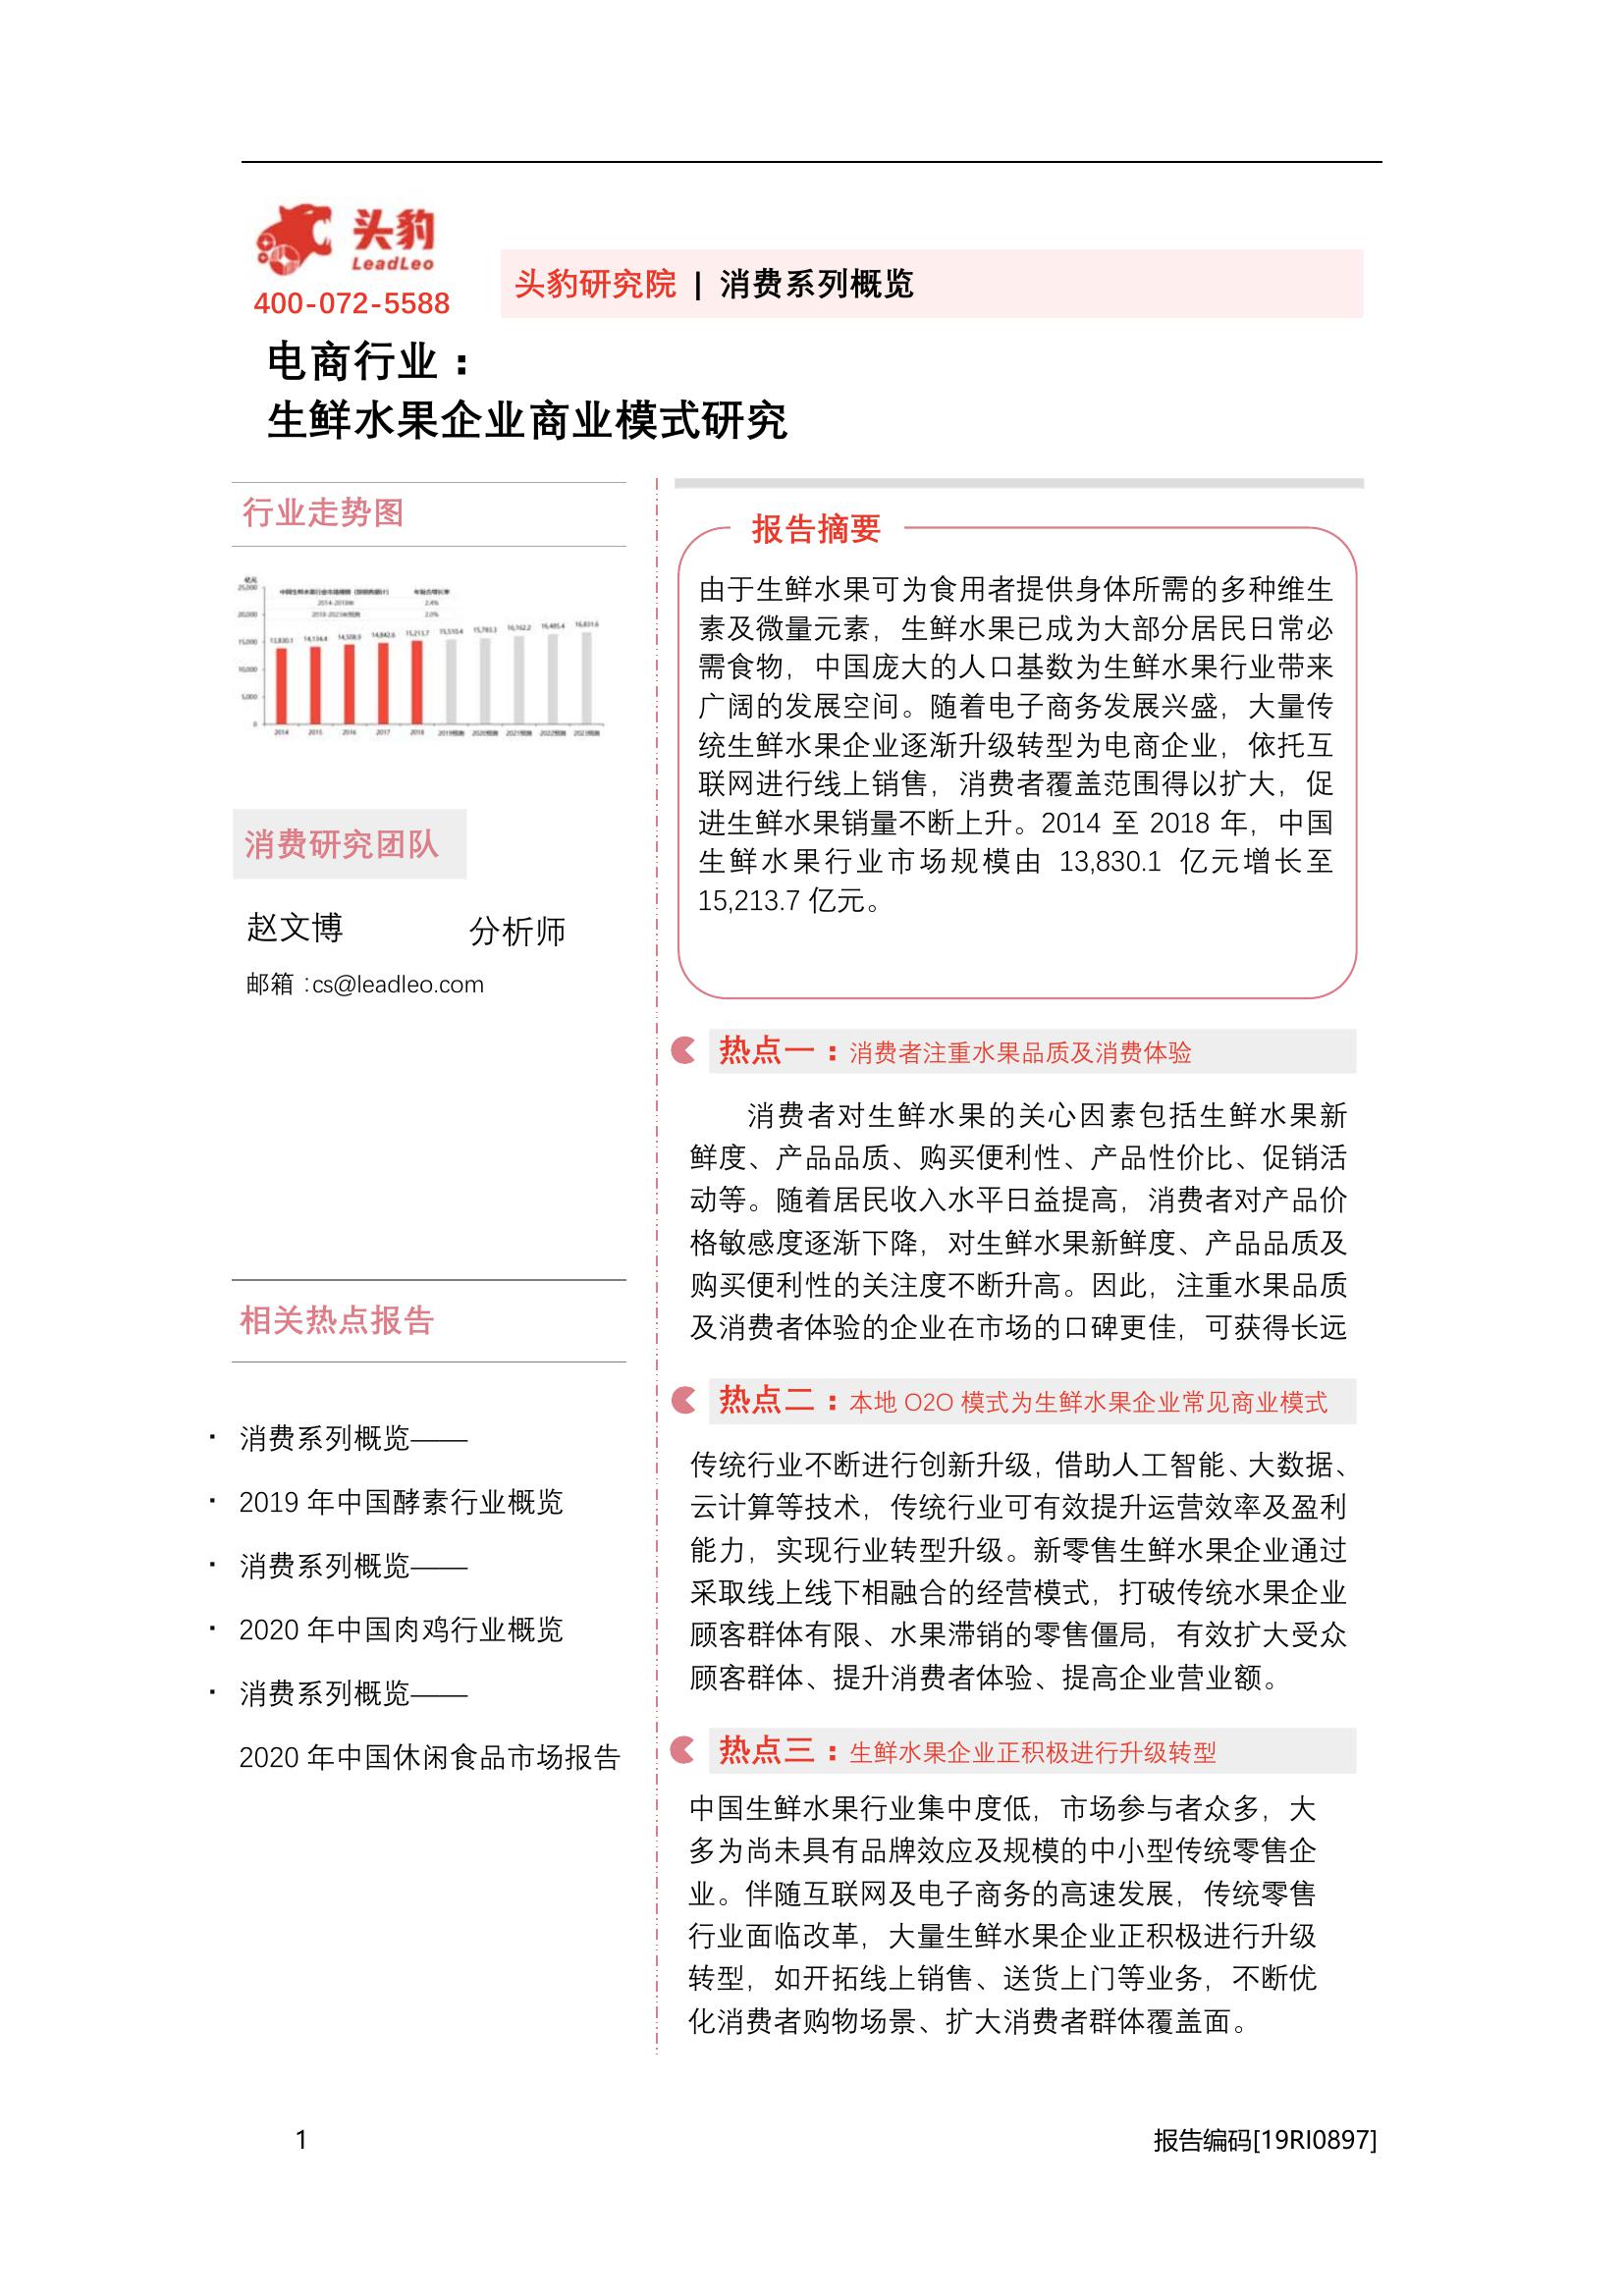 头豹
LeadLeo
400-072-5588
头豹研究院 | 消费系列概览
电商行业：
生鲜水果企业商业模式研究
行业走势图
亿元
中国生鲜水果行业市场规模（按销售额计） 年复合增长率
2014-2018年 2.4%
2018-2023年预测 2.0%
25,000
20,000
15,000
10,000
5,000
0
13,830.1 14,134.4 14,508.9 14,842.6 15,213.7 15,510.4 15,783.3 16,162.2 16,485.4 16,831.6
2014 2015 2016 2017 2018 2019预测 2020预测 2021预测 2022预测 2023预测
消费研究团队
赵文博 分析师
邮箱：cs@leadleo.com
相关热点报告
· 消费系列概览——
· 2019 年中国酵素行业概览
· 消费系列概览——
· 2020 年中国肉鸡行业概览
· 消费系列概览——
2020 年中国休闲食品市场报告
报告摘要
由于生鲜水果可为食用者提供身体所需的多种维生
素及微量元素，生鲜水果已成为大部分居民日常必
需食物，中国庞大的人口基数为生鲜水果行业带来
广阔的发展空间。随着电子商务发展兴盛，大量传
统生鲜水果企业逐渐升级转型为电商企业，依托互
联网进行线上销售，消费者覆盖范围得以扩大，促
进生鲜水果销量不断上升。2014 至 2018 年，中国
生鲜水果行业市场规模由 13,830.1 亿元增长至
15,213.7 亿元。
热点一：消费者注重水果品质及消费体验
消费者对生鲜水果的关心因素包括生鲜水果新
鲜度、产品品质、购买便利性、产品性价比、促销活
动等。随着居民收入水平日益提高，消费者对产品价
格敏感度逐渐下降，对生鲜水果新鲜度、产品品质及
购买便利性的关注度不断升高。因此，注重水果品质
及消费者体验的企业在市场的口碑更佳，可获得长远
热点二：本地 O2O 模式为生鲜水果企业常见商业模式
传统行业不断进行创新升级，借助人工智能、大数据、
云计算等技术，传统行业可有效提升运营效率及盈利
能力，实现行业转型升级。新零售生鲜水果企业通过
采取线上线下相融合的经营模式，打破传统水果企业
顾客群体有限、水果滞销的零售僵局，有效扩大受众
顾客群体、提升消费者体验、提高企业营业额。
热点三：生鲜水果企业正积极进行升级转型
中国生鲜水果行业集中度低，市场参与者众多，大
多为尚未具有品牌效应及规模的中小型传统零售企
业。伴随互联网及电子商务的高速发展，传统零售
行业面临改革，大量生鲜水果企业正积极进行升级
转型，如开拓线上销售、送货上门等业务，不断优
化消费者购物场景、扩大消费者群体覆盖面。
1
报告编码[19RI0897]